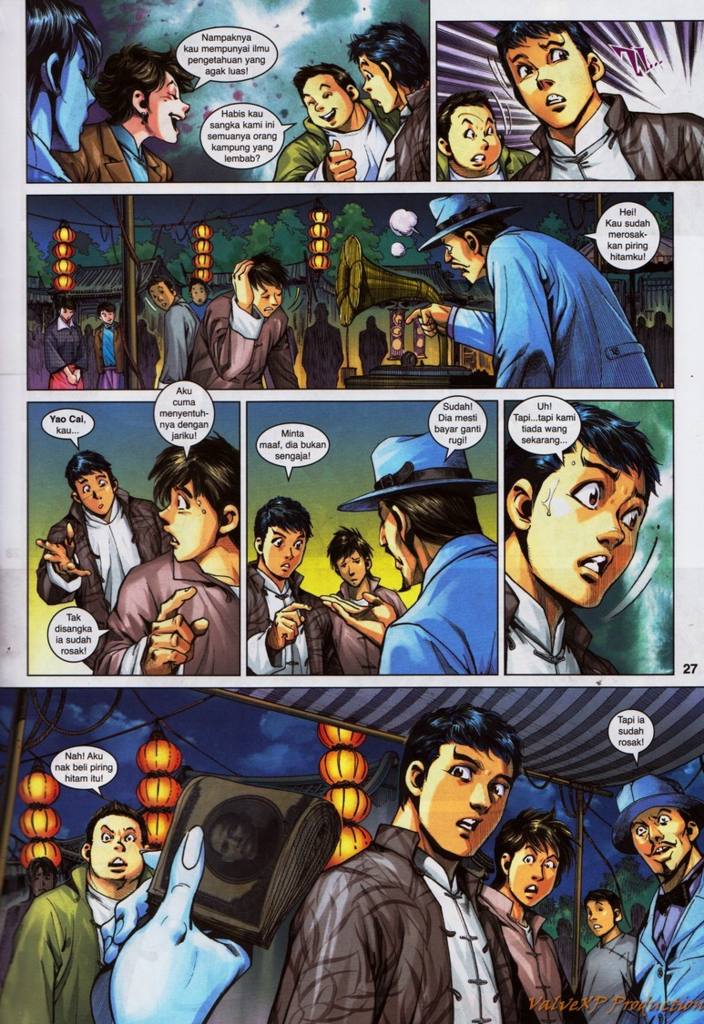 Nampaknya
kau mempunyai ilmu
pengetahuan yang
agak luas!
Habis kau
sangka kami ini
semuanya orang
kampung yang
lembab?
Hei!
Kau sudah
merosak-
kan piring
hitamku!
Yao Cai,
kau...
Aku
cuma
menyentuh-
nya dengan
jariku!
Tak
disangka
ia sudah
rosak!
Minta
maaf, dia bukan
sengaja!
Sudah!
Dia mesti
bayar ganti
rugi!
Uh!
Tapi...tapi kami
tiada wang
sekarang...
27
Nah! Aku
nak beli piring
hitam itu!
Tapi ia
sudah
rosak!
ValveXP Production